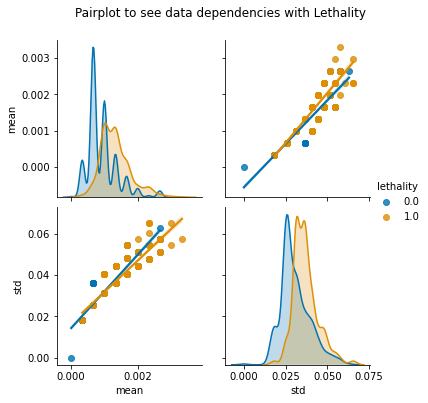 Pairplot to see data dependencies with Lethality
0.003
0.002
0.001
0.000
mean
lethality
0.0
1.0
0.06
0.04
0.02
0.00
std
0.000 0.002
mean
0.000 0.025 0.050 0.075
std